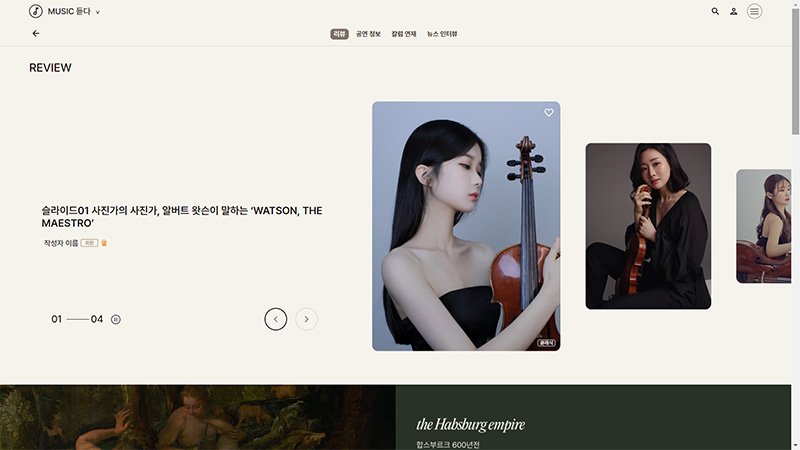 MUSIC 듣다
리뷰 공연 정보 칼럼 연재 뉴스 인터뷰
REVIEW
슬라이드01 사진가의 사진가, 알버트 왓슨이 말하는 ‘WATSON, THE
MAESTRO’
작성자 이름
01 04
클래식
the Habsburg empire
합스부르크 600년전